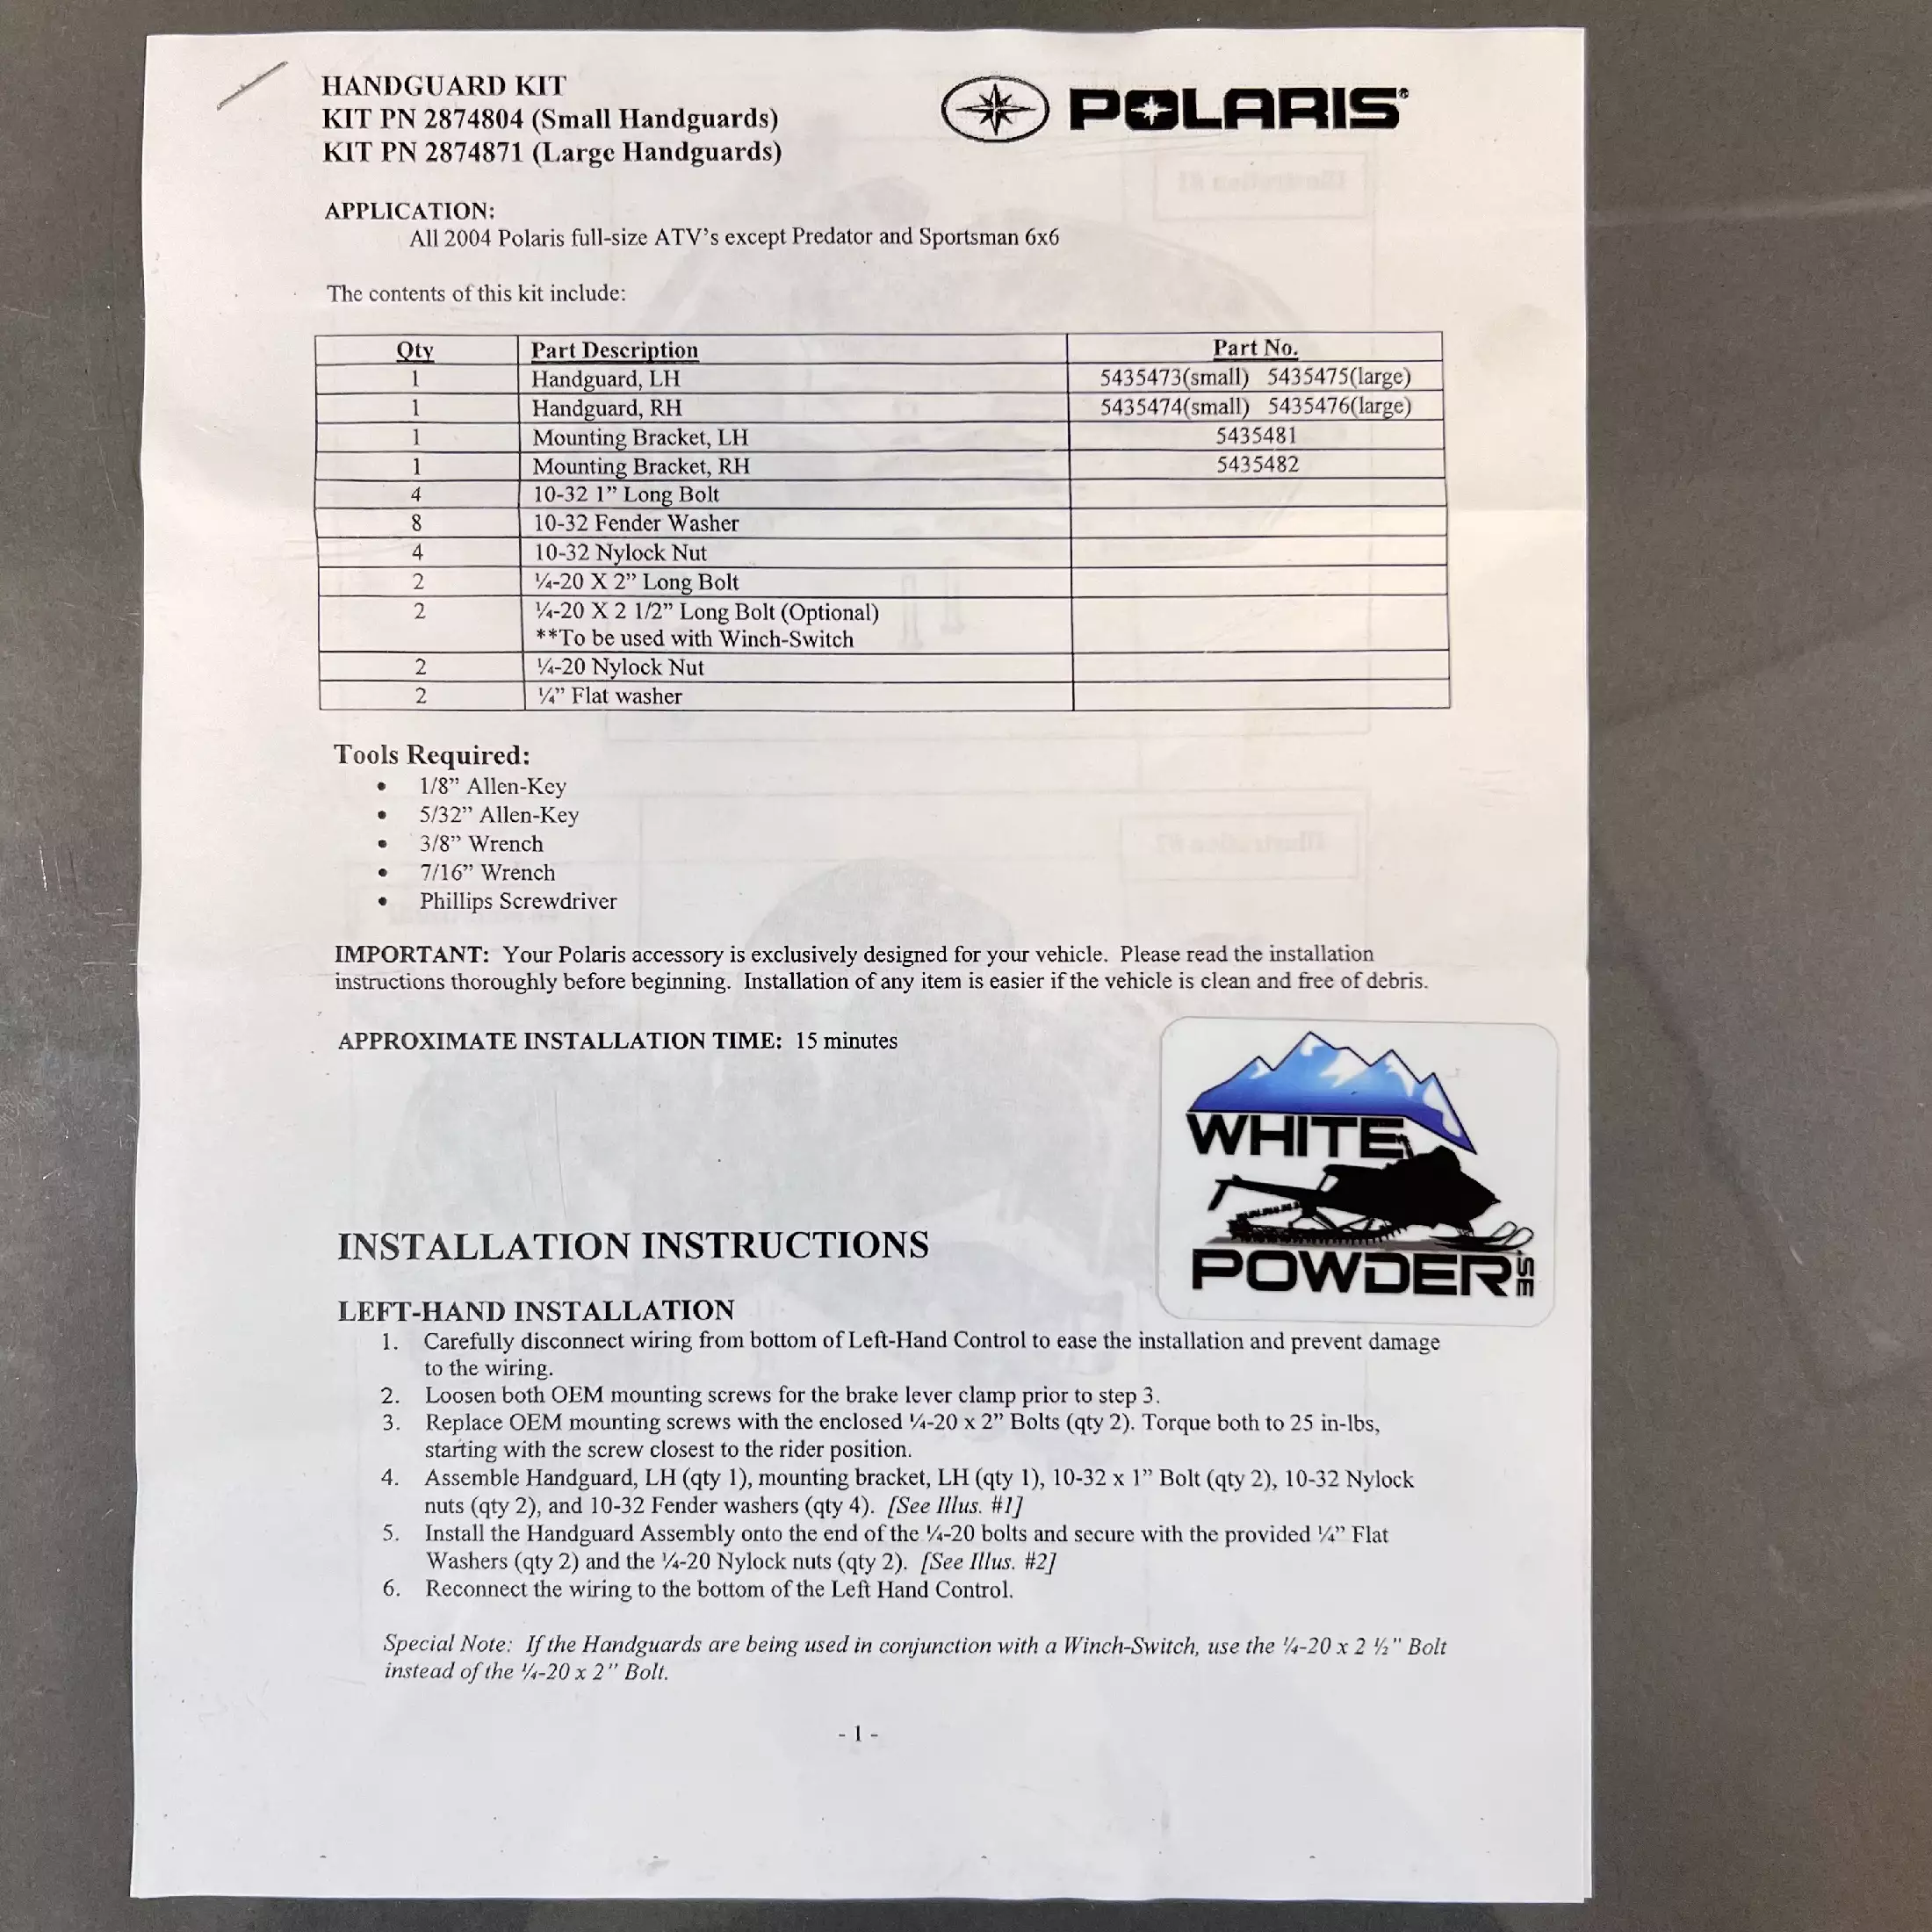 HANDGUARD KIT
KIT PN 2874804 (Small Handguards)
KIT PN 2874871 (Large Handguards)
POLARIS®
APPLICATION:
All 2004 Polaris full-size ATV's except Predator and Sportsman 6x6
The contents of this kit include:
Qty Part Description Part No.
1 Handguard, LH 5435473(small) 5435475(large)
1 Handguard, RH 5435474(small) 5435476(large)
1 Mounting Bracket, LH 5435481
1 Mounting Bracket, RH 5435482
4 10-32 1” Long Bolt
8 10-32 Fender Washer
4 10-32 Nylock Nut
2 ¼-20 X 2” Long Bolt
2 ¼-20 X 2 1/2” Long Bolt (Optional)
**To be used with Winch-Switch
2 ¼-20 Nylock Nut
2 ¼” Flat washer
Tools Required:
• 1/8” Allen-Key
• 5/32” Allen-Key
• 3/8” Wrench
• 7/16” Wrench
• Phillips Screwdriver
IMPORTANT: Your Polaris accessory is exclusively designed for your vehicle. Please read the installation
instructions thoroughly before beginning. Installation of any item is easier if the vehicle is clean and free of debris.
APPROXIMATE INSTALLATION TIME: 15 minutes
WHITE
POWDER.SE
INSTALLATION INSTRUCTIONS
LEFT-HAND INSTALLATION
1. Carefully disconnect wiring from bottom of Left-Hand Control to ease the installation and prevent damage
to the wiring.
2. Loosen both OEM mounting screws for the brake lever clamp prior to step 3.
3. Replace OEM mounting screws with the enclosed ¼-20 x 2” Bolts (qty 2). Torque both to 25 in-lbs,
starting with the screw closest to the rider position.
4. Assemble Handguard, LH (qty 1), mounting bracket, LH (qty 1), 10-32 x 1” Bolt (qty 2), 10-32 Nylock
nuts (qty 2), and 10-32 Fender washers (qty 4). [See Illus. #1]
5. Install the Handguard Assembly onto the end of the ¼-20 bolts and secure with the provided ¼” Flat
Washers (qty 2) and the ¼-20 Nylock nuts (qty 2). [See Illus. #2]
6. Reconnect the wiring to the bottom of the Left Hand Control.
Special Note: If the Handguards are being used in conjunction with a Winch-Switch, use the ¼-20 x 2 ½" Bolt
instead of the ¼-20 x 2" Bolt.
- 1 -